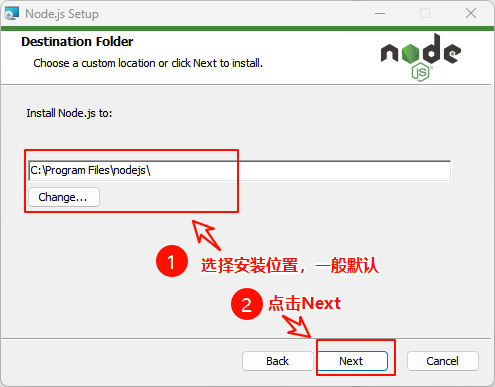 Node.js Setup
Destination Folder
Choose a custom location or click Next to install.
node
JS
Install Node.js to:
C:\Program Files\nodejs\
Change...
1 选择安装位置，一般默认
2 点击Next
Back Next Cancel